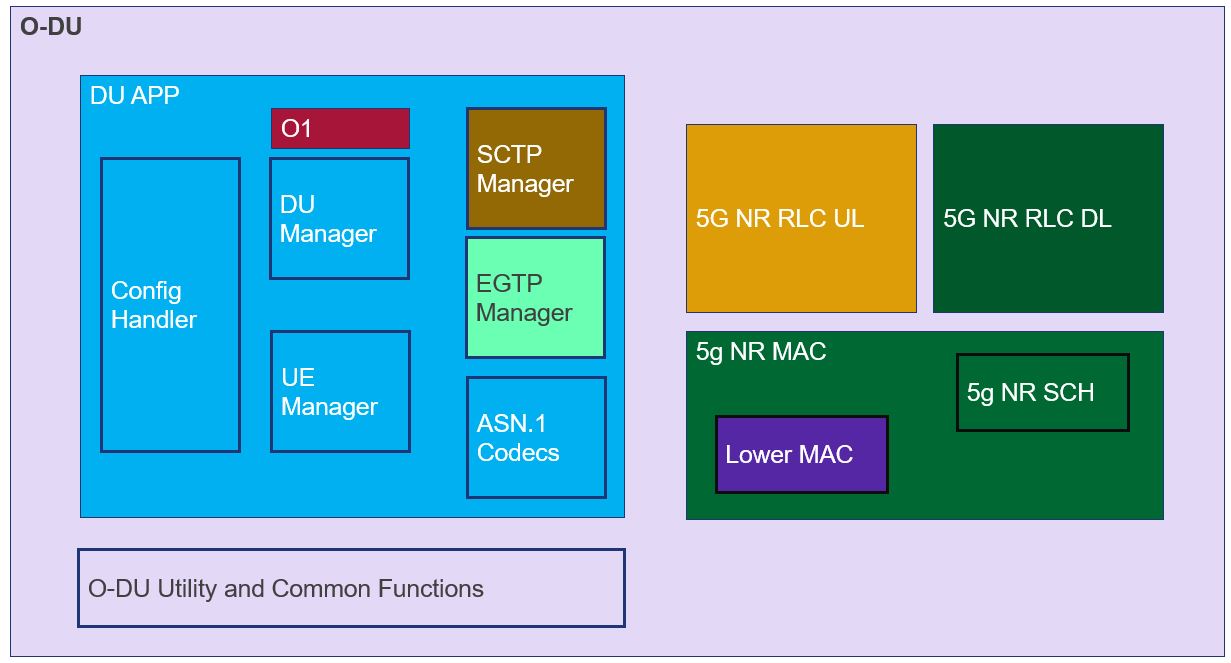 O-DU
DU APP
O1
Config
Handler
DU
Manager
UE
Manager
SCTP
Manager
EGTP
Manager
ASN.1
Codecs
5G NR RLC UL
5G NR RLC DL
5g NR MAC
5g NR SCH
Lower MAC
O-DU Utility and Common Functions